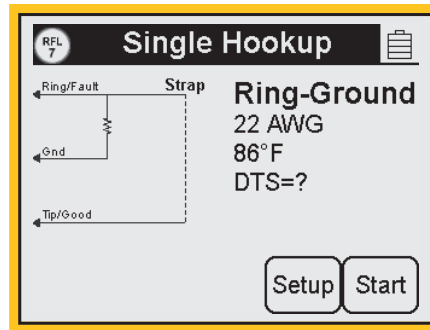 RFL
7
Single Hookup
Ring/Fault
Strap
Gnd
Tip/Good
Ring-Ground
22 AWG
86°F
DTS=?
Setup
Start